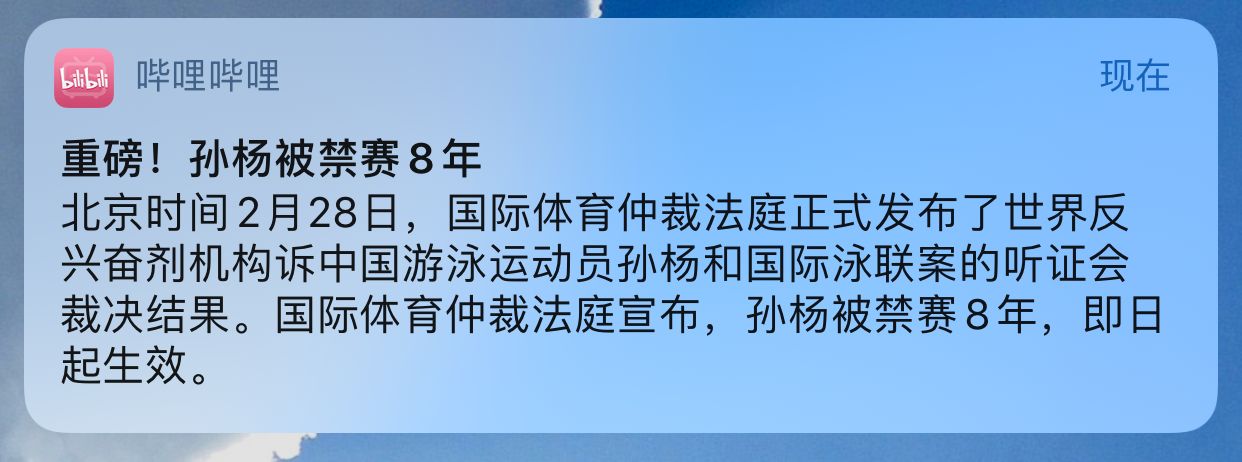 bilibili
哔哩哔哩
现在
重磅！孙杨被禁赛8年
北京时间2月28日，国际体育仲裁法庭正式发布了世界反
兴奋剂机构诉中国游泳运动员孙杨和国际泳联案的听证会
裁决结果。国际体育仲裁法庭宣布，孙杨被禁赛8年，即日
起生效。